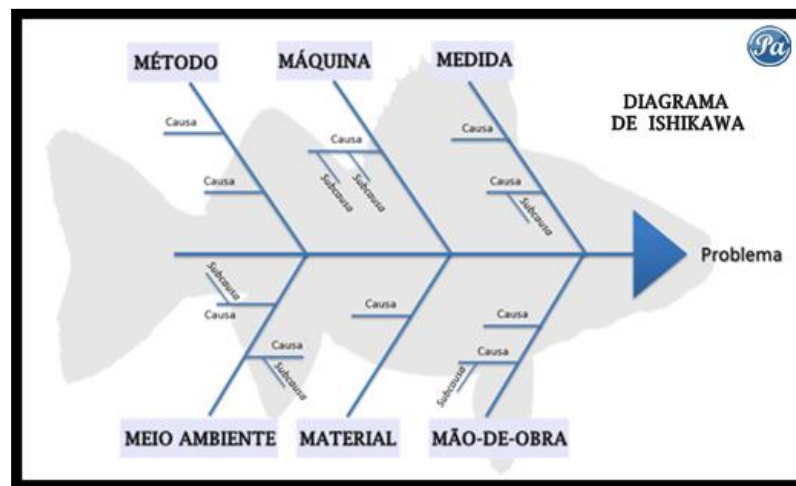 Pa
MÉTODO
MÁQUINA
MEDIDA
DIAGRAMA
DE ISHIKAWA
Causa
Causa
Causa
Subcausa
Subcausa
Causa
Causa
Subcausa
Problema
Subcausa
Causa
Causa
Subcausa
Causa
Causa
Causa
Subcausa
MEIO AMBIENTE
MATERIAL
MÃO-DE-OBRA